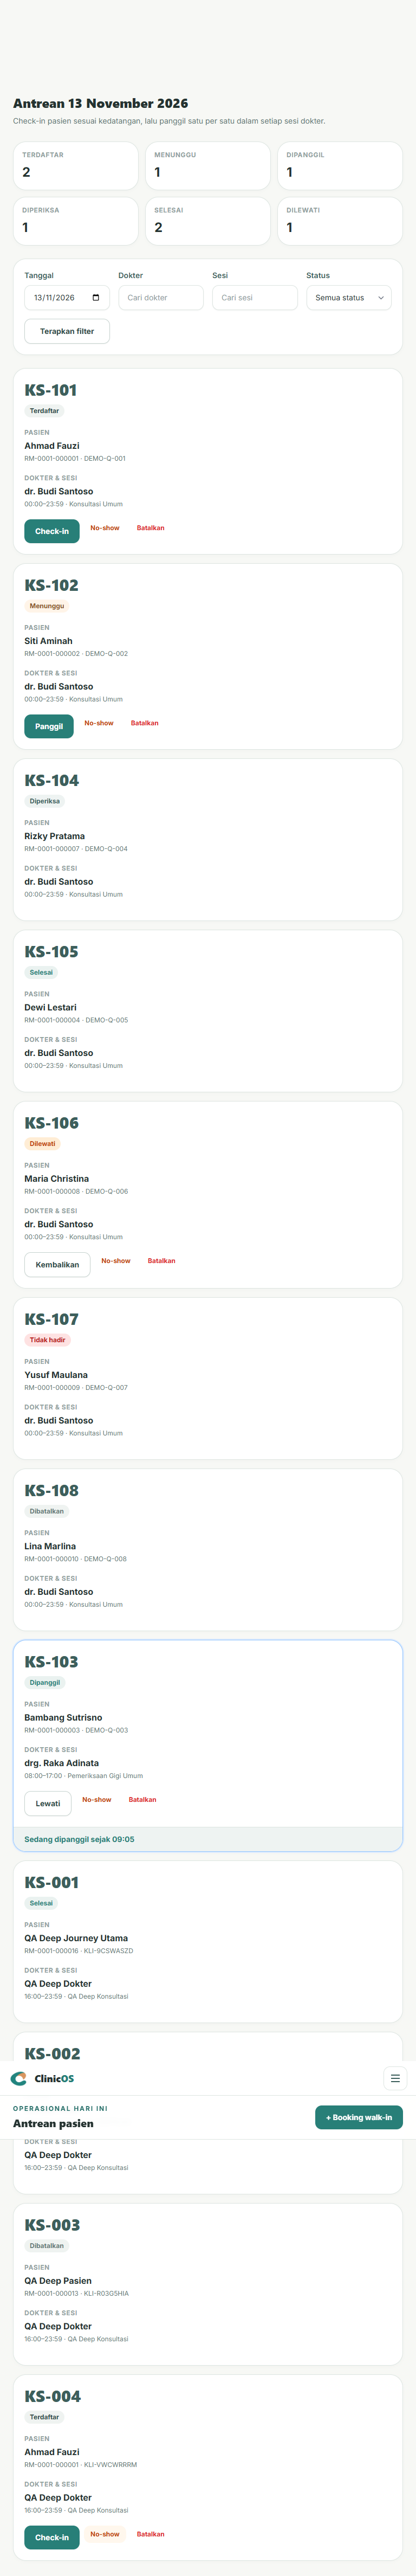 Antrean 13 November 2026
Check-in pasien sesuai kedatangan, lalu panggil satu per satu dalam setiap sesi dokter.
TERDAFTAR
2
MENUNGGU
1
DIPANGGIL
1
DIPERIKSA
1
SELESAI
2
DILEWATI
1
Tanggal
13/11/2026
Dokter
Cari dokter
Sesi
Cari sesi
Status
Semua status
Terapkan filter
KS-101
Terdaftar
PASIEN
Ahmad Fauzi
RM-0001-000001 · DEMO-Q-001
DOKTER & SESI
dr. Budi Santoso
00:00–23:59 · Konsultasi Umum
Check-in No-show Batalkan
KS-102
Menunggu
PASIEN
Siti Aminah
RM-0001-000002 · DEMO-Q-002
DOKTER & SESI
dr. Budi Santoso
00:00–23:59 · Konsultasi Umum
Panggil No-show Batalkan
KS-104
Diperiksa
PASIEN
Rizky Pratama
RM-0001-000007 · DEMO-Q-004
DOKTER & SESI
dr. Budi Santoso
00:00–23:59 · Konsultasi Umum
KS-105
Selesai
PASIEN
Dewi Lestari
RM-0001-000004 · DEMO-Q-005
DOKTER & SESI
dr. Budi Santoso
00:00–23:59 · Konsultasi Umum
KS-106
Dilewati
PASIEN
Maria Christina
RM-0001-000008 · DEMO-Q-006
DOKTER & SESI
dr. Budi Santoso
00:00–23:59 · Konsultasi Umum
Kembalikan No-show Batalkan
KS-107
Tidak hadir
PASIEN
Yusuf Maulana
RM-0001-000009 · DEMO-Q-007
DOKTER & SESI
dr. Budi Santoso
00:00–23:59 · Konsultasi Umum
KS-108
Dibatalkan
PASIEN
Lina Marlina
RM-0001-000010 · DEMO-Q-008
DOKTER & SESI
dr. Budi Santoso
00:00–23:59 · Konsultasi Umum
KS-103
Dipanggil
PASIEN
Bambang Sutrisno
RM-0001-000003 · DEMO-Q-003
DOKTER & SESI
drg. Raka Adinata
08:00–17:00 · Pemeriksaan Gigi Umum
Lewati No-show Batalkan
Sedang dipanggil sejak 09:05
KS-001
Selesai
PASIEN
QA Deep Journey Utama
RM-0001-000016 · KLI-9CSWASZD
DOKTER & SESI
QA Deep Dokter
16:00–23:59 · QA Deep Konsultasi
KS-002
ClinicOS
OPERASIONAL HARI INI
Antrean pasien
+ Booking walk-in
DOKTER & SESI
QA Deep Dokter
16:00–23:59 · QA Deep Konsultasi
KS-003
Dibatalkan
PASIEN
QA Deep Pasien
RM-0001-000013 · KLI-R03G5HIA
DOKTER & SESI
QA Deep Dokter
16:00–23:59 · QA Deep Konsultasi
KS-004
Terdaftar
PASIEN
Ahmad Fauzi
RM-0001-000001 · KLI-VWCWRRRM
DOKTER & SESI
QA Deep Dokter
16:00–23:59 · QA Deep Konsultasi
Check-in No-show Batalkan